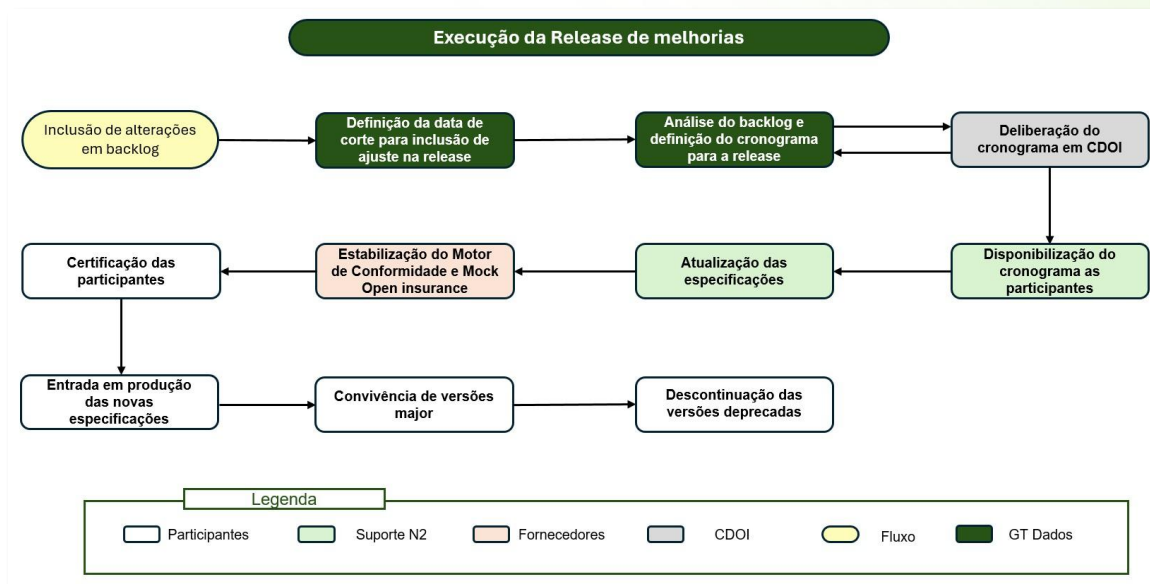 Execução da Release de melhorias
Inclusão de alterações
em backlog
Definição da data de
corte para inclusão de
ajuste na release
Análise do backlog e
definição do cronograma
para a release
Deliberação do
cronograma em CDOI
Certificação das
participantes
Estabilização do Motor
de Conformidade e Mock
Open insurance
Atualização das
especificações
Disponibilização do
cronograma as
participantes
Entrada em produção
das novas
especificações
Convivência de versões
major
Descontinuação das
versões deprecadas
Legenda
Participantes
Suporte N2
Fornecedores
CDOI
Fluxo
GT Dados